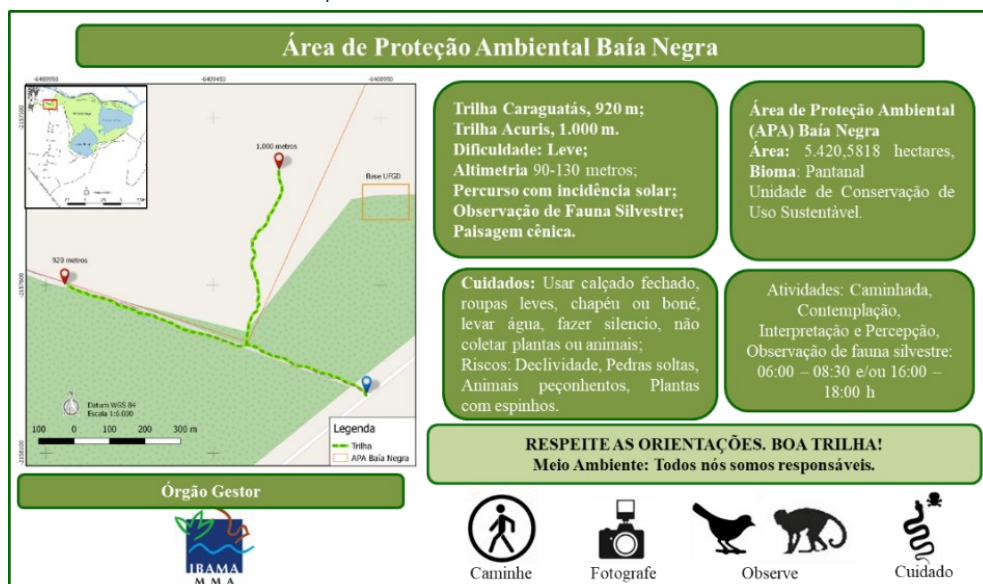 Área de Proteção Ambiental Baía Negra
-6409950
-6409450
-6408950
-2157100
-2157600
-2158100
1.000 metros
Base UFGD
920 metros
Datum WGS 84
Escala 1:6.000
100 0 100 200 300 m
Legenda
Trilha
APA Baía Negra
Trilha Caraguatás, 920 m;
Trilha Acuris, 1.000 m.
Dificuldade: Leve;
Altimetria 90-130 metros;
Percurso com incidência solar;
Observação de Fauna Silvestre;
Paisagem cênica.
Área de Proteção Ambiental
(APA) Baía Negra
Área: 5.420,5818 hectares,
Bioma: Pantanal
Unidade de Conservação de
Uso Sustentável.
Cuidados: Usar calçado fechado,
roupas leves, chapéu ou boné,
levar água, fazer silencio, não
coletar plantas ou animais;
Riscos: Declividade, Pedras soltas,
Animais peçonhentos, Plantas
com espinhos.
Atividades: Caminhada,
Contemplação,
Interpretação e Percepção,
Observação de fauna silvestre:
06:00 – 08:30 e/ou 16:00 –
18:00 h
RESPEITE AS ORIENTAÇÕES. BOA TRILHA!
Meio Ambiente: Todos nós somos responsáveis.
Órgão Gestor
IBAMA
M M A
Caminhe
Fotografe
Observe
Cuidado